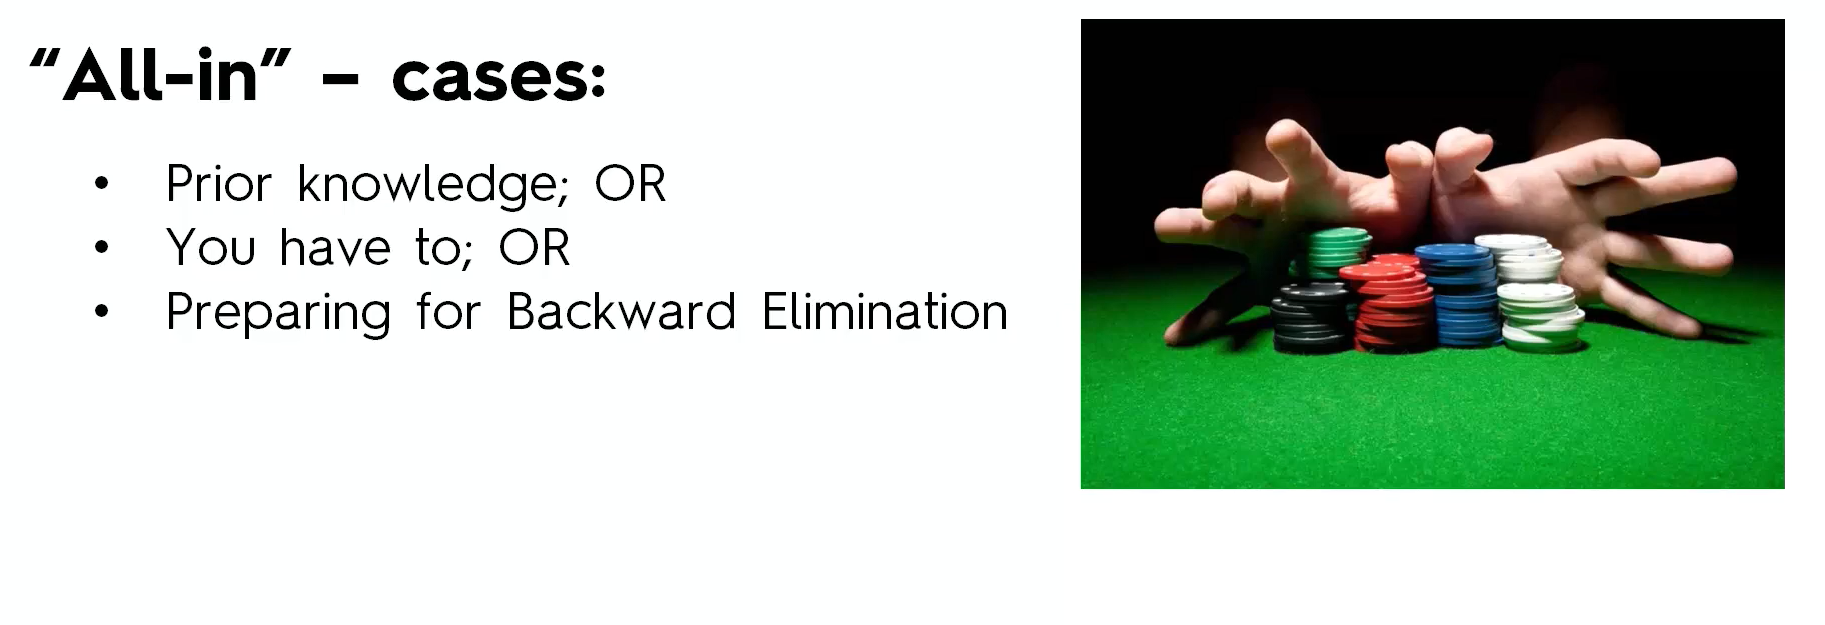 “All-in” – cases:
• Prior knowledge; OR
• You have to; OR
• Preparing for Backward Elimination